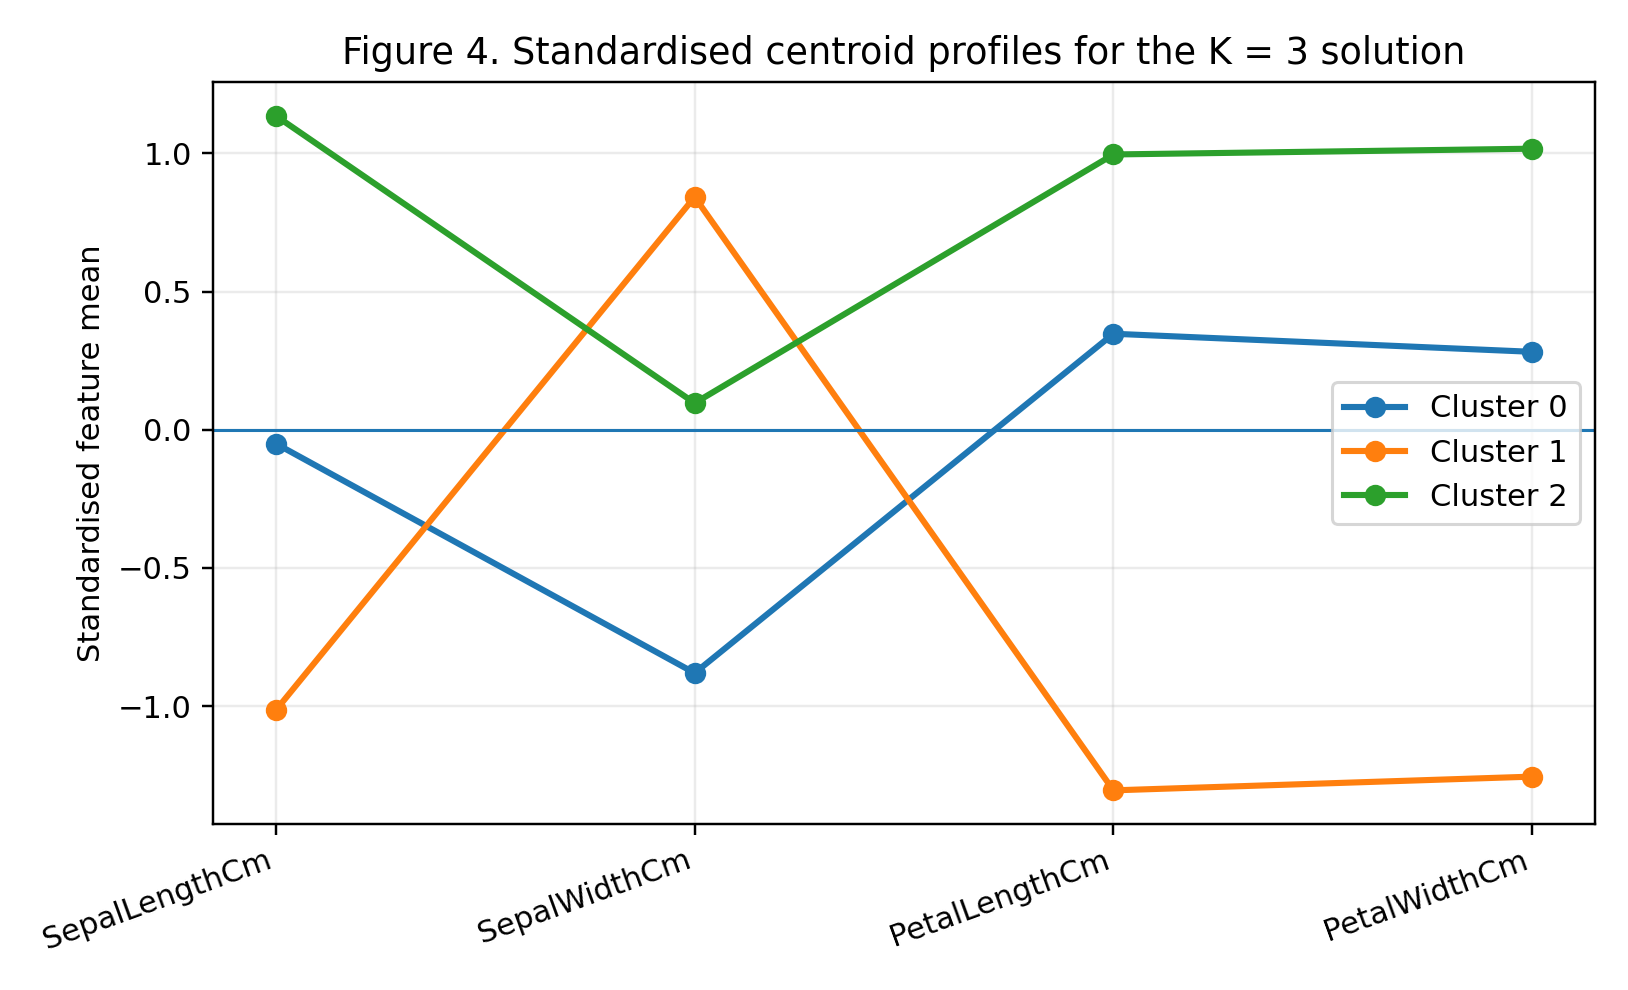 Figure 4. Standardised centroid profiles for the K = 3 solution
Standardised feature mean
1.0
0.5
0.0
−0.5
−1.0
Cluster 0
Cluster 1
Cluster 2
SepalLengthCm
SepalWidthCm
PetalLengthCm
PetalWidthCm